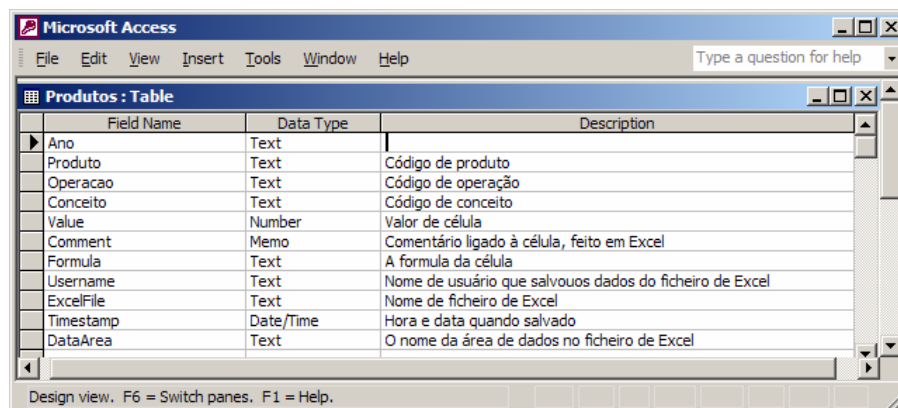 Microsoft Access
File Edit View Insert Tools Window Help Type a question for help
Produtos : Table
Field Name Data Type Description
Ano Text
Produto Text Código de produto
Operacao Text Código de operação
Conceito Text Código de conceito
Value Number Valor de célula
Comment Memo Comentário ligado à célula, feito em Excel
Formula Text A formula da célula
Username Text Nome de usuário que salvouos dados do ficheiro de Excel
ExcelFile Text Nome de ficheiro de Excel
Timestamp Date/Time Hora e data quando salvado
DataArea Text O nome da área de dados no ficheiro de Excel
Design view. F6 = Switch panes. F1 = Help.